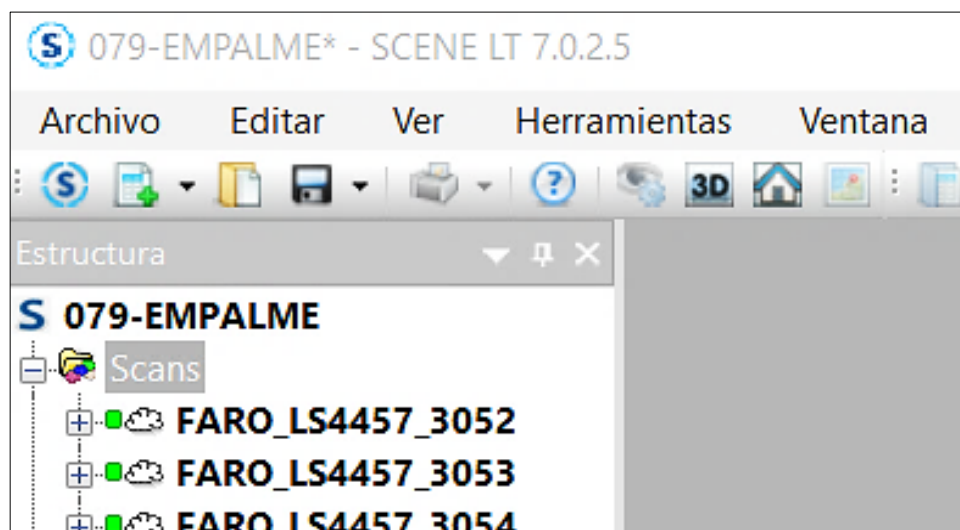 S 079-EMPALME* - SCENE LT 7.0.2.5
Archivo Editar Ver Herramientas Ventana
S ? 3D
Estructura
S 079-EMPALME
Scans
FARO_LS4457_3052
FARO_LS4457_3053
FARO_LS4457_3054